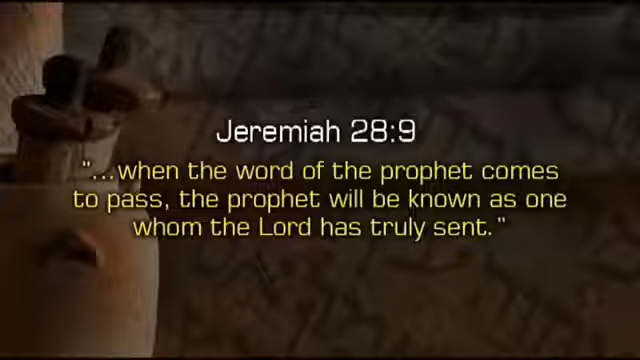 Jeremiah 28:9
"...when the word of the prophet comes
to pass, the prophet will be known as one
whom the Lord has truly sent."